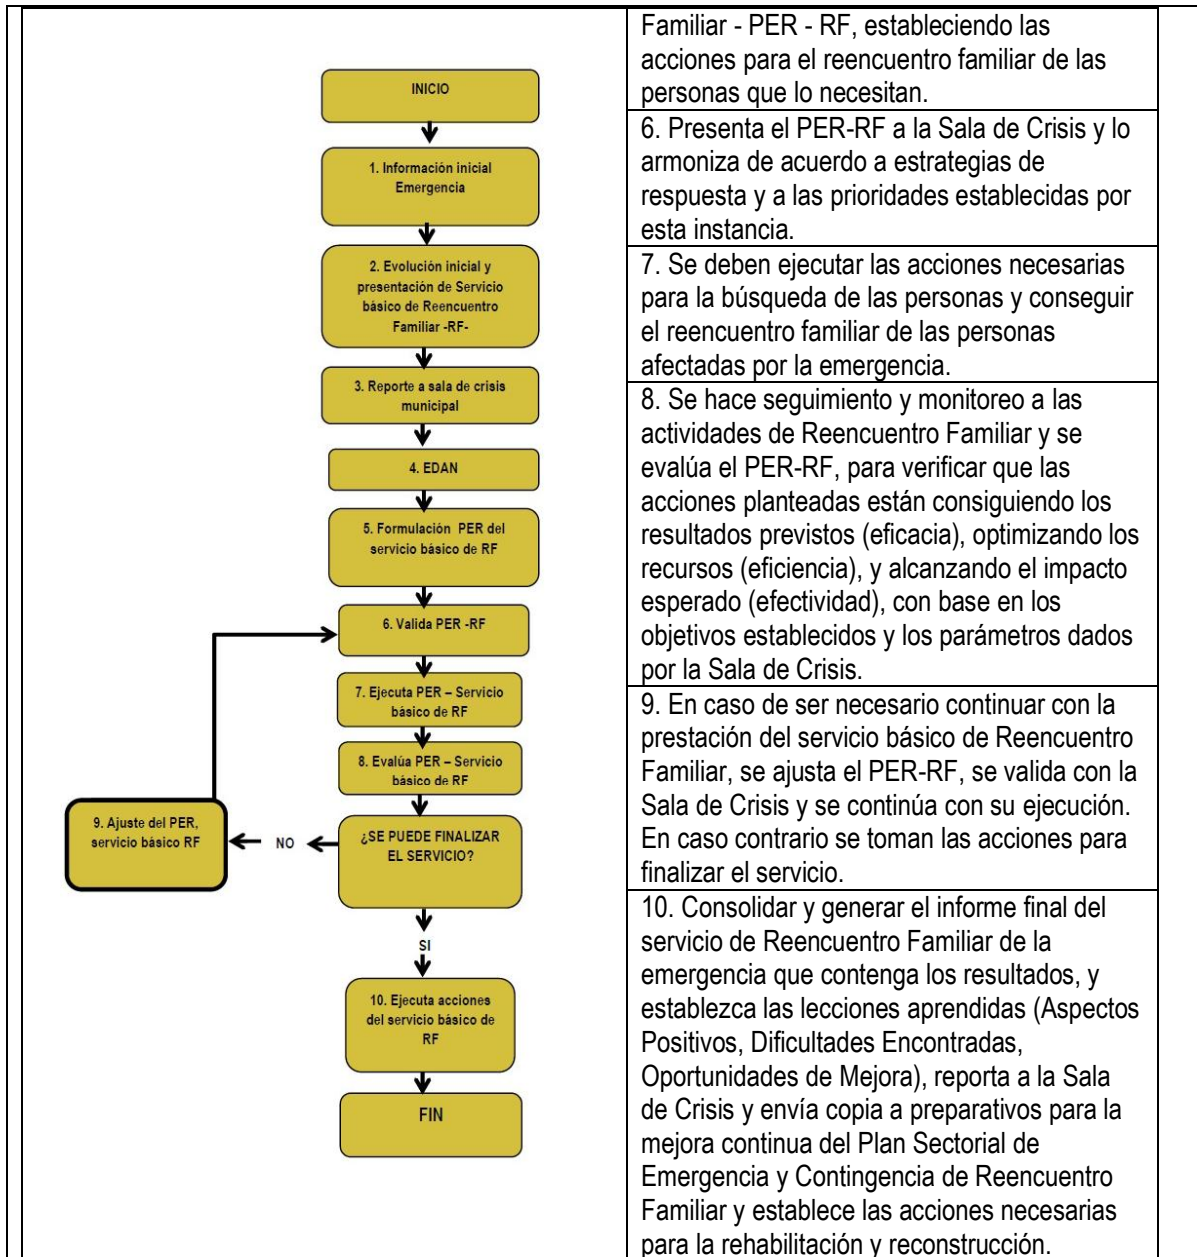 INICIO
1. Información inicial
Emergencia
2. Evolución inicial y
presentación de Servicio
básico de Reencuentro
Familiar -RF-
3. Reporte a sala de crisis
municipal
4. EDAN
5. Formulación PER del
servicio básico de RF
6. Valida PER -RF
7. Ejecuta PER – Servicio
básico de RF
8. Evalúa PER – Servicio
básico de RF
¿SE PUEDE FINALIZAR
EL SERVICIO?
NO
9. Ajuste del PER,
servicio básico RF
SI
10. Ejecuta acciones
del servicio básico de
RF
FIN
Familiar - PER - RF, estableciendo las
acciones para el reencuentro familiar de las
personas que lo necesitan.
6. Presenta el PER-RF a la Sala de Crisis y lo
armoniza de acuerdo a estrategias de
respuesta y a las prioridades establecidas por
esta instancia.
7. Se deben ejecutar las acciones necesarias
para la búsqueda de las personas y conseguir
el reencuentro familiar de las personas
afectadas por la emergencia.
8. Se hace seguimiento y monitoreo a las
actividades de Reencuentro Familiar y se
evalúa el PER-RF, para verificar que las
acciones planteadas están consiguiendo los
resultados previstos (eficacia), optimizando los
recursos (eficiencia), y alcanzando el impacto
esperado (efectividad), con base en los
objetivos establecidos y los parámetros dados
por la Sala de Crisis.
9. En caso de ser necesario continuar con la
prestación del servicio básico de Reencuentro
Familiar, se ajusta el PER-RF, se valida con la
Sala de Crisis y se continúa con su ejecución.
En caso contrario se toman las acciones para
finalizar el servicio.
10. Consolidar y generar el informe final del
servicio de Reencuentro Familiar de la
emergencia que contenga los resultados, y
establezca las lecciones aprendidas (Aspectos
Positivos, Dificultades Encontradas,
Oportunidades de Mejora), reporta a la Sala
de Crisis y envía copia a preparativos para la
mejora continua del Plan Sectorial de
Emergencia y Contingencia de Reencuentro
Familiar y establece las acciones necesarias
para la rehabilitación y reconstrucción.